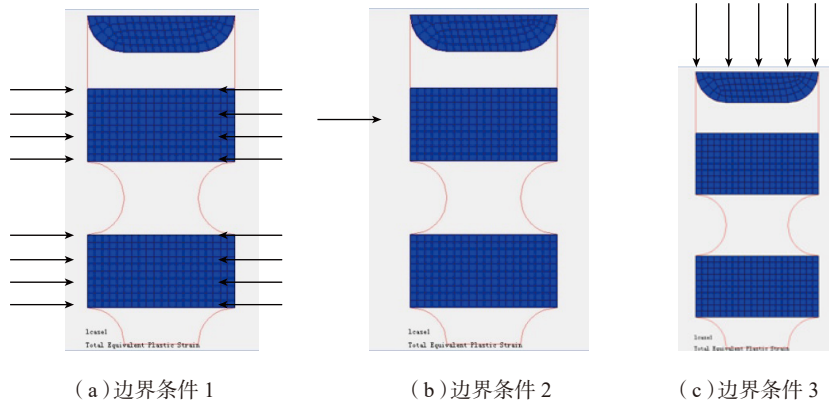 lcase1
Total Equivalent Plastic Strain
lcase1
Total Equivalent Plastic Strain
lcase1
Total Equivalent Plastic Strain
（a）边界条件 1
（b）边界条件 2
（c）边界条件 3